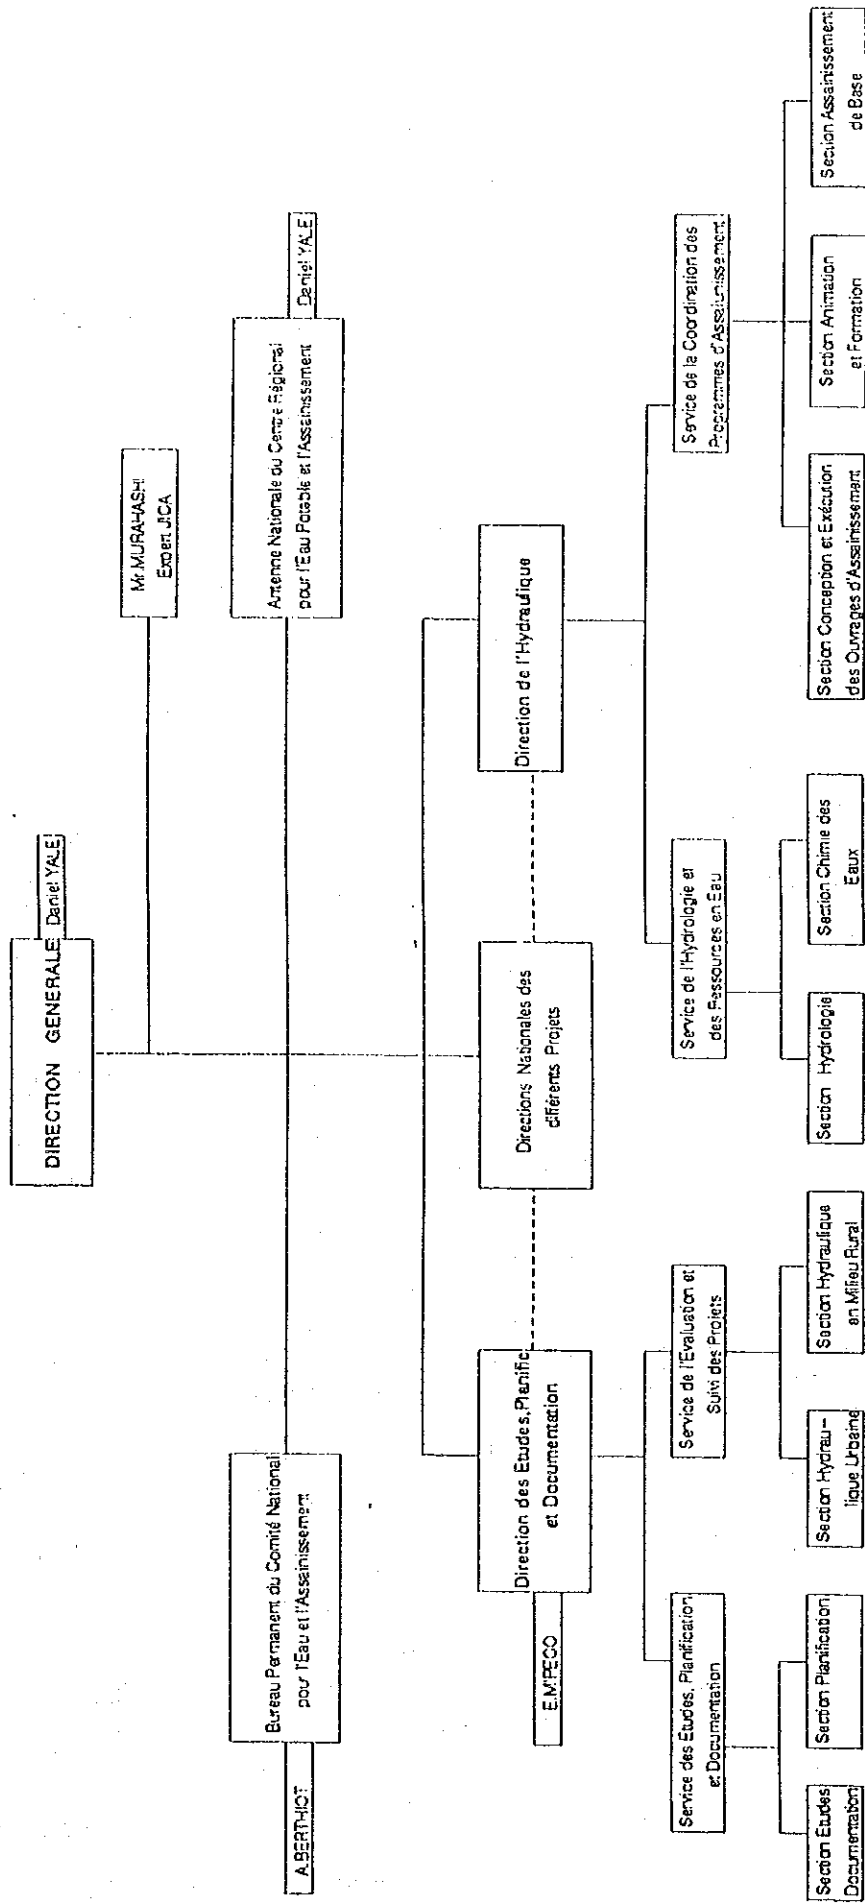 DIRECTION GENERALE
Daniel YALE
Mr.MURAHASHI
Expert JICA
A.BERTHIOT
Bureau Permanent du Comité National
pour l'Eau et l'Assainissement
Antenne Nationale du Centre Régional
pour l'Eau Potable et l'Assainissement
Daniel YALE
E.M'PECO
Direction des Etudes,Planific
et Documentation
Directions Nationales des
différents Projets
Direction de l'Hydraulique
Service des Etudes, Planification
et Documentation
Service de l'Evaluation et
Suivi des Projets
Service de l'Hydrologie et
des Ressources en Eau
Service de la Coordination des
Programmes d'Assainissement
Section Etudes
Documentation
Section Planification
Section Hydrau-
lique Urbaine
Section Hydraulique
en Milieu Rural
Section Hydrologie
Section Chimie des
Eaux
Section Conception et Exécution
des Ouvrages d'Assainissement
Section Animation
et Formation
Section Assainissement
de Base